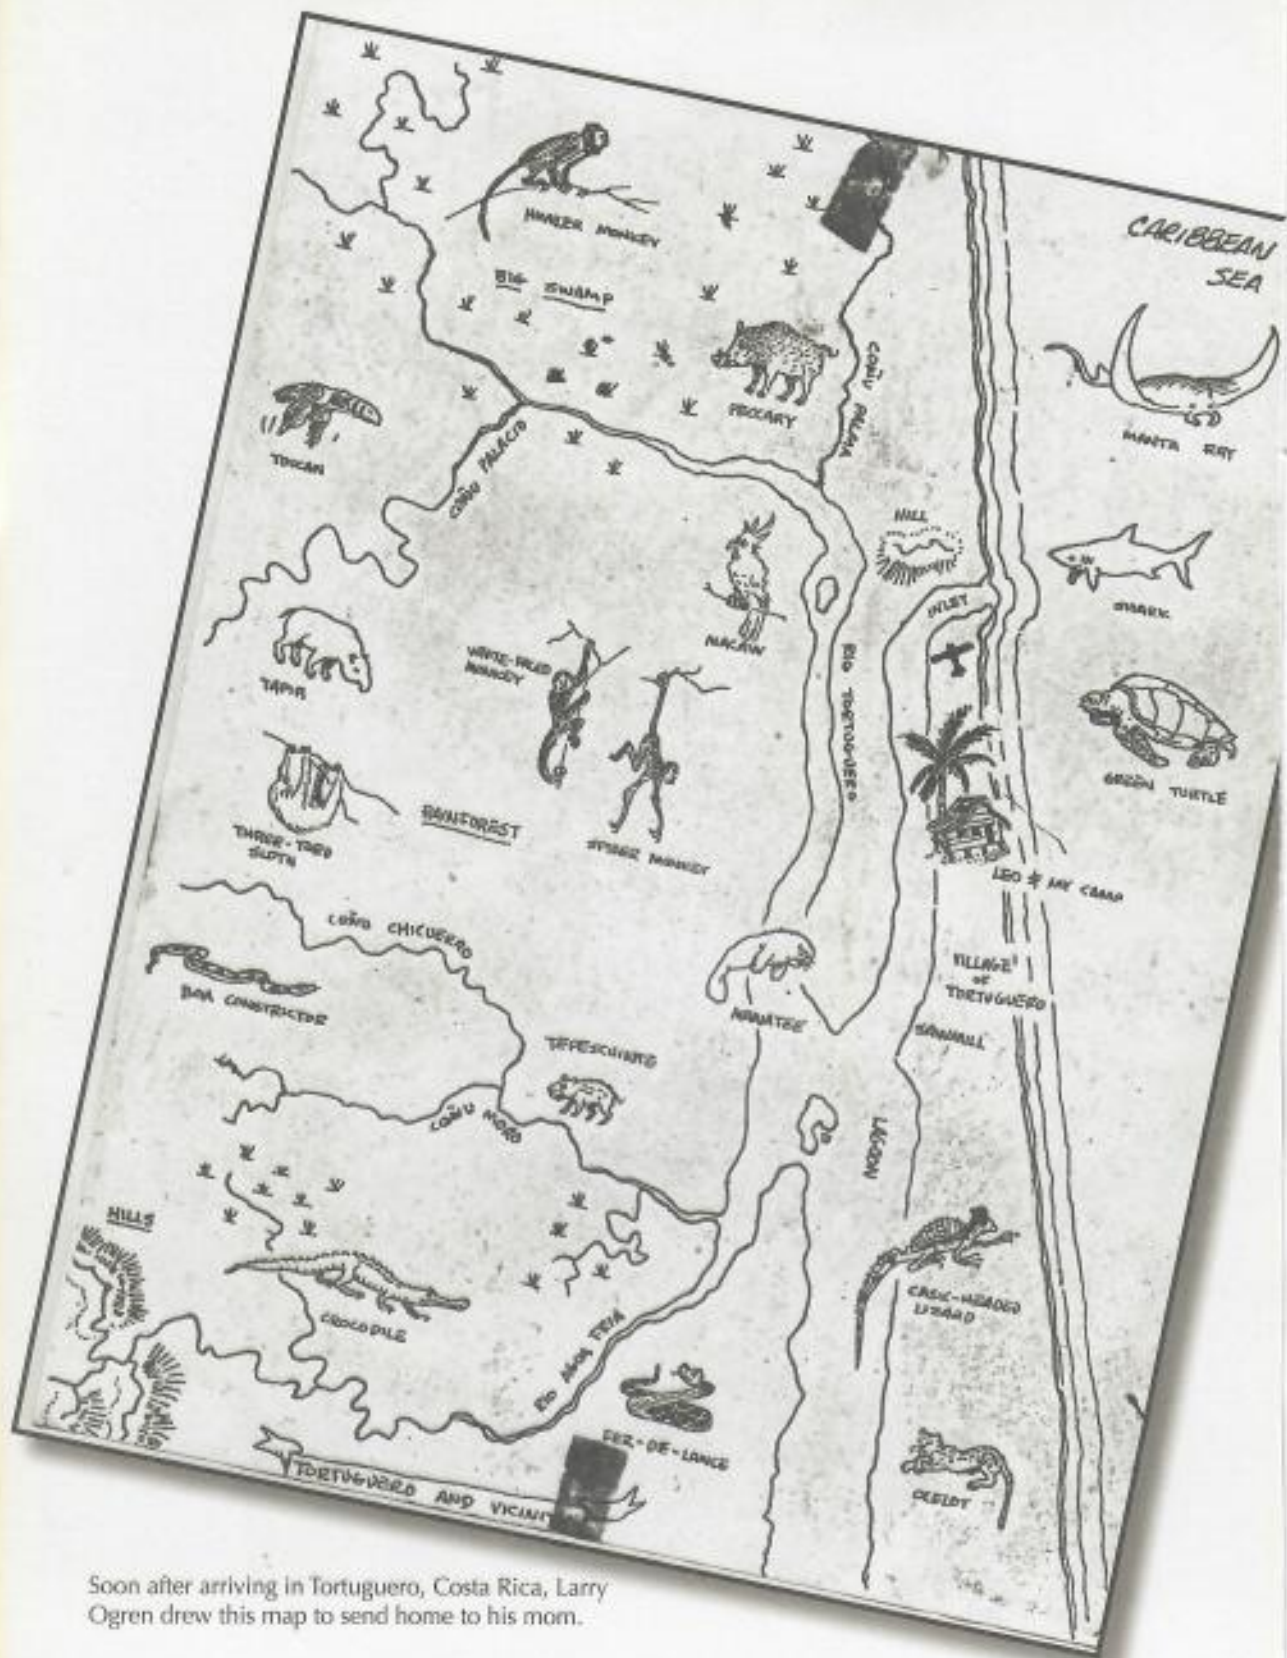 CARIBBEAN
SEA
HOWLER MONKEY
BIG SWAMP
PECCARY
CAÑO PALMA
MANTA RAY
TOUCAN
CAÑO PALACIO
HILL
SHARK
INLET
MACAW
WHITE-FACED
MONKEY
TAPIR
RIO TORTUGUERO
GREEN TURTLE
RAINFOREST
THREE-TOED
SLOTH
SPIDER MONKEY
LEO & MY CAMP
CAÑO CHICUERRO
VILLAGE
OF
TORTUGUERO
BOA CONSTRICTOR
MANATEE
SAWMILL
TEPESCUINTE
CAÑO MORO
LAGOON
HILLS
CASK-HEADED
LIZARD
CROCODILE
RIO AGUA FRIA
FER-DE-LANCE
OCELOT
TORTUGUERO AND VICINI
Soon after arriving in Tortuguero, Costa Rica, Larry
Ogren drew this map to send home to his mom.